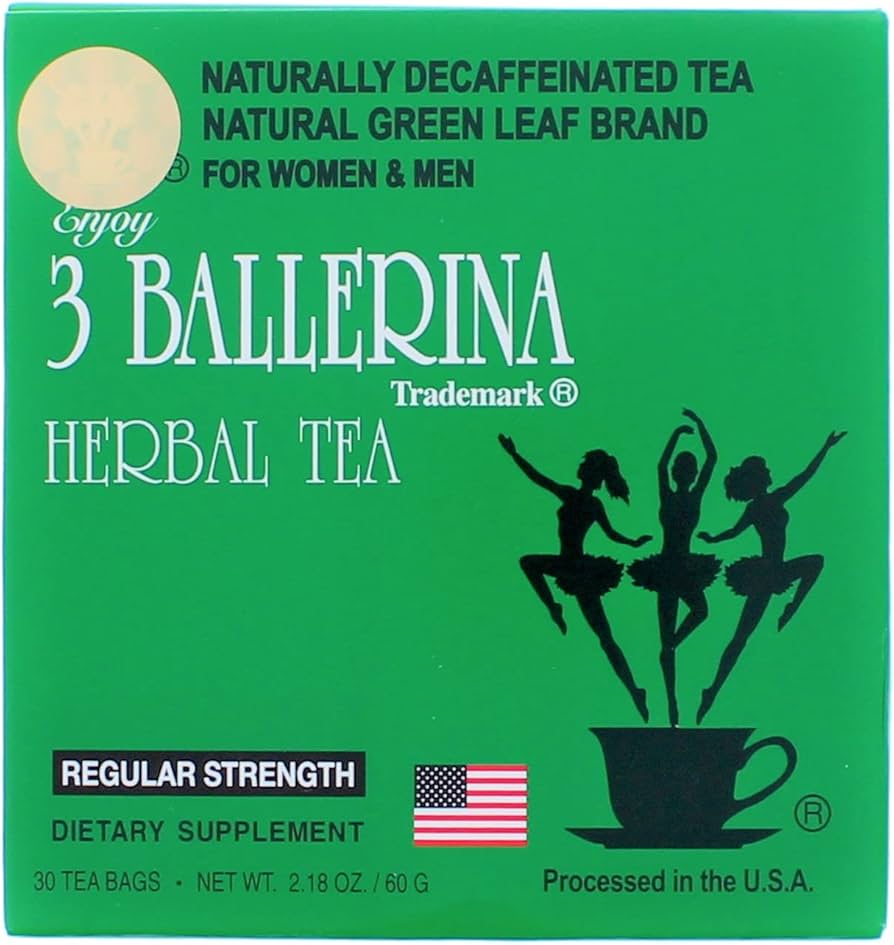 NATURALLY DECAFFEINATED TEA
NATURAL GREEN LEAF BRAND
® FOR WOMEN & MEN
Enjoy
3 BALLERINA
Trademark ®
HERBAL TEA
REGULAR STRENGTH
DIETARY SUPPLEMENT
®
30 TEA BAGS • NET WT. 2.18 OZ. / 60 G
Processed in the U.S.A.